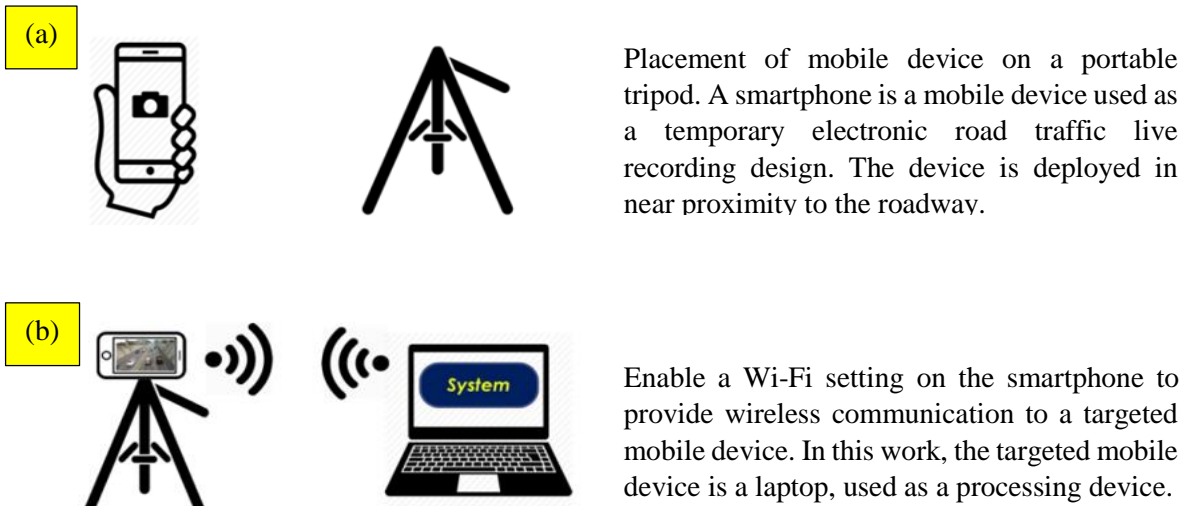 (a)
Placement of mobile device on a portable
tripod. A smartphone is a mobile device used as
a temporary electronic road traffic live
recording design. The device is deployed in
near proximity to the roadway.
(b)
System
Enable a Wi-Fi setting on the smartphone to
provide wireless communication to a targeted
mobile device. In this work, the targeted mobile
device is a laptop, used as a processing device.